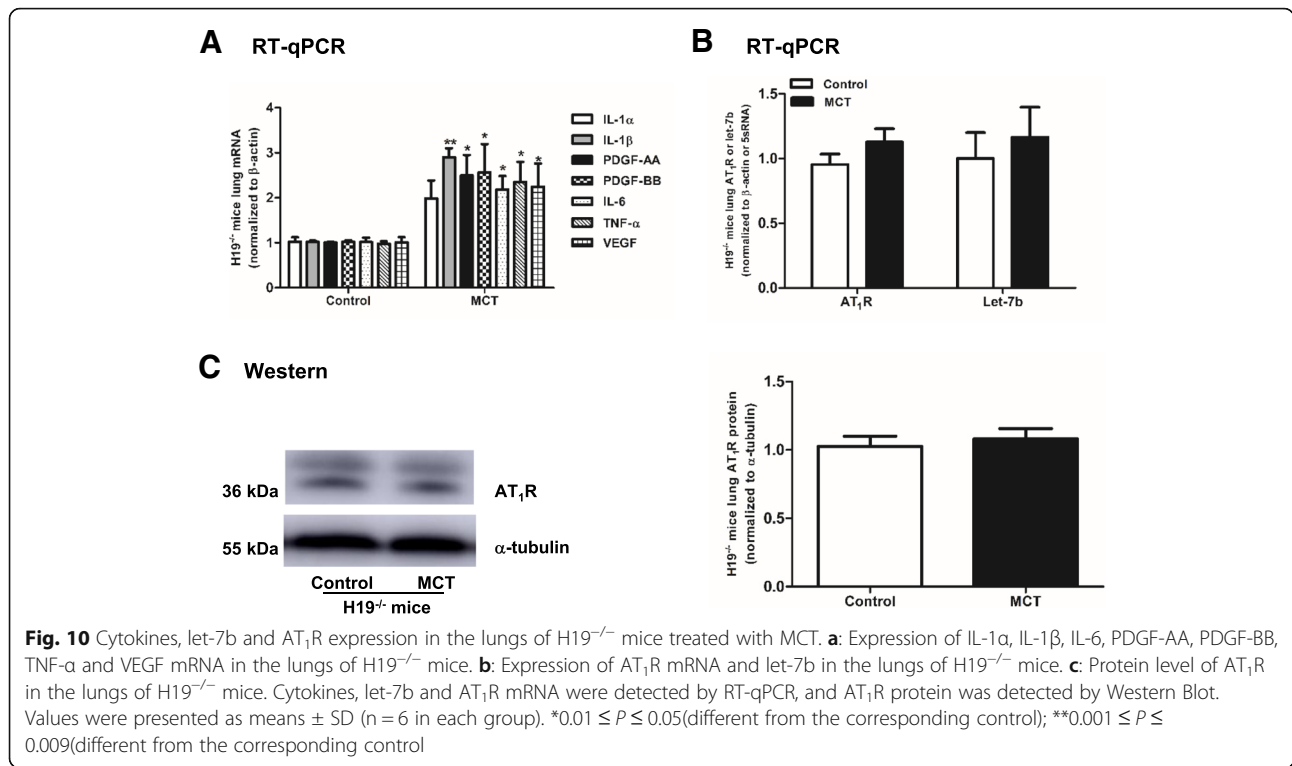 A RT-qPCR
H19-/- mice lung mRNA
(normalized to β-actin)
4
3
2
1
0
**
*
*
*
*
*
Control
MCT
IL-1α
IL-1β
PDGF-AA
PDGF-BB
IL-6
TNF-α
VEGF
B RT-qPCR
Control
MCT
H19-/- mice lung AT1R or let-7b
(normalized to β-actin or 5sRNA)
1.5
1.0
0.5
0.0
AT1R
Let-7b
C Western
36 kDa
AT1R
55 kDa
α-tubulin
Control MCT
H19-/- mice
H19-/- mice lung AT1R protein
(normalized to α-tubulin)
1.5
1.0
0.5
0.0
Control
MCT
Fig. 10 Cytokines, let-7b and AT1R expression in the lungs of H19−/− mice treated with MCT. a: Expression of IL-1α, IL-1β, IL-6, PDGF-AA, PDGF-BB,
TNF-α and VEGF mRNA in the lungs of H19−/− mice. b: Expression of AT1R mRNA and let-7b in the lungs of H19−/− mice. c: Protein level of AT1R
in the lungs of H19−/− mice. Cytokines, let-7b and AT1R mRNA were detected by RT-qPCR, and AT1R protein was detected by Western Blot.
Values were presented as means ± SD (n = 6 in each group). *0.01 ≤ P ≤ 0.05(different from the corresponding control); **0.001 ≤ P ≤
0.009(different from the corresponding control